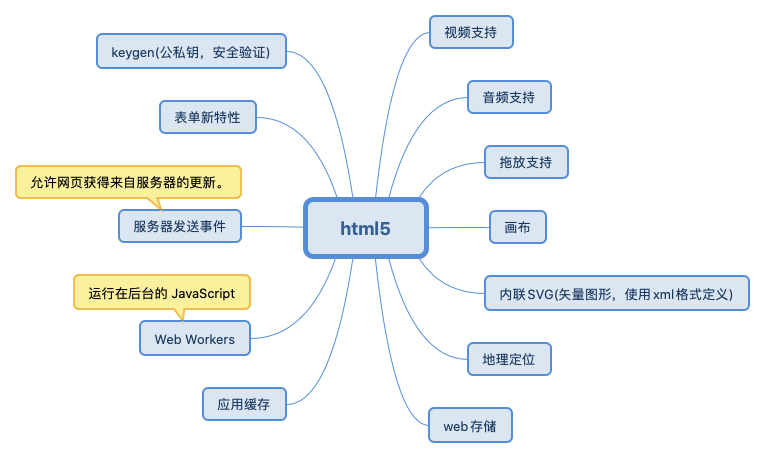 视频支持
keygen(公私钥，安全验证)
音频支持
表单新特性
拖放支持
允许网页获得来自服务器的更新。
服务器发送事件
html5
画布
运行在后台的 JavaScript
内联SVG(矢量图形，使用xml格式定义)
Web Workers
地理定位
应用缓存
web存储